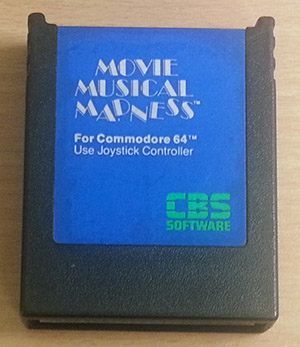 MOVIE
MUSICAL
MADNESS™
For Commodore 64™
Use Joystick Controller
CBS
SOFTWARE